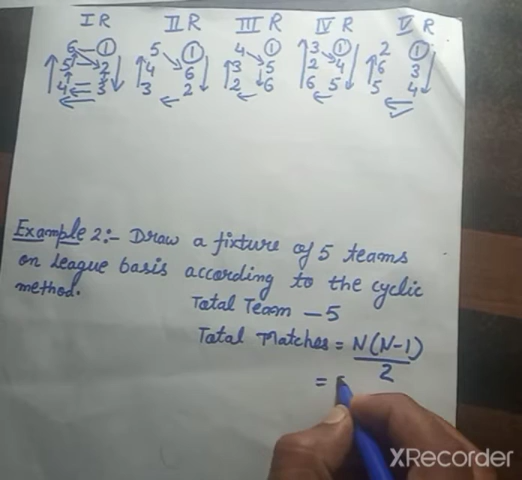 I R II R III R IV R V R
6 1 5 1 4 1 3 1 2 1
5 2 4 6 3 5 2 4 6 3
4 3 3 2 2 6 6 5 5 4
Example 2:- Draw a fixture of 5 teams
on League basis according to the cyclic
method.
Total Team - 5
Total Matches = N(N-1)
2
=
XRecorder